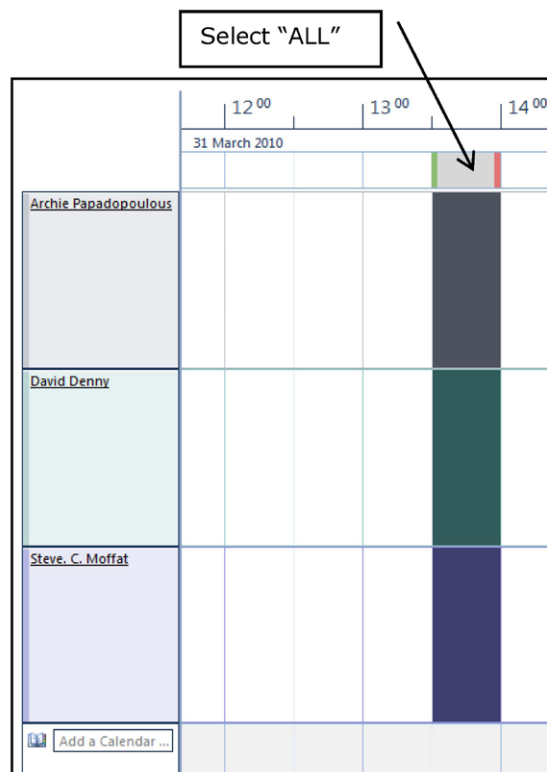 Select “ALL”
12 00 13 00 14 00
31 March 2010
Archie Papadopoulous
David Denny
Steve. C. Moffat
Add a Calendar ...